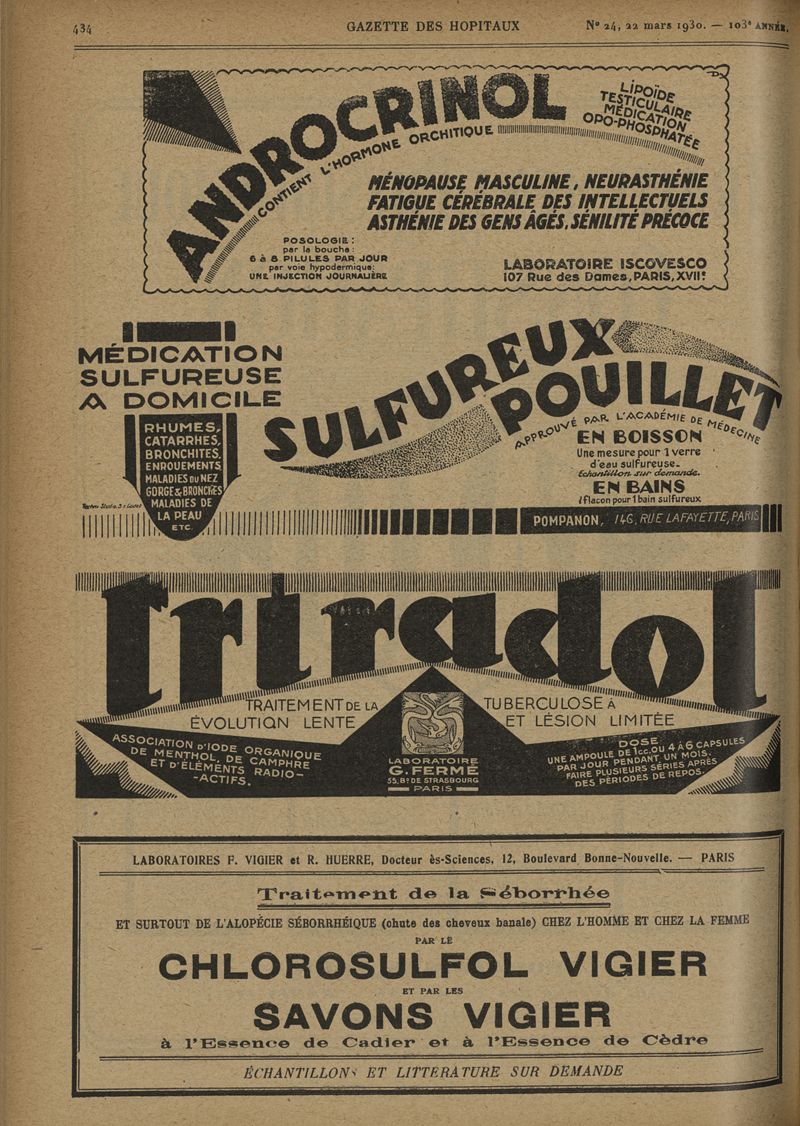 434
GAZETTE DES HOPITAUX
Nº 24, 22 mars 1930. — 103ᵉ ANNÉE.
ANDROCRINOL
CONTIENT L'HORMONE ORCHITIQUE
LIPOÏDE
TESTICULAIRE
MÉDICATION
OPO-PHOSPHATÉE
MÉNOPAUSE MASCULINE, NEURASTHÉNIE
FATIGUE CÉRÉBRALE DES INTELLECTUELS
ASTHÉNIE DES GENS ÂGÉS, SÉNILITÉ PRÉCOCE
POSOLOGIE:
par la bouche:
6 à 8 PILULES PAR JOUR
par voie hypodermique:
UNE INJECTION JOURNALIÈRE
LABORATOIRE ISCOVESCO
107 Rue des Dames, PARIS, XVIIᵉ
MÉDICATION
SULFUREUSE
A DOMICILE
RHUMES,
CATARRHES,
BRONCHITES,
ENROUEMENTS
MALADIES DU NEZ
GORGE & BRONCHES
MALADIES DE
LA PEAU
ETC.
SULFUREUX
POUILLET
APPROUVÉ PAR L'ACADÉMIE DE MÉDECINE
EN BOISSON
Une mesure pour 1 verre
d'eau sulfureuse.
Échantillon sur demande.
EN BAINS
1 flacon pour 1 bain sulfureux
POMPANON, 146, RUE LAFAYETTE, PARIS
triradol
TRAITEMENT DE LA TUBERCULOSE À
ÉVOLUTION LENTE ET LÉSION LIMITÉE
ASSOCIATION D'IODE ORGANIQUE
DE MENTHOL, DE CAMPHRE
ET D'ÉLÉMENTS RADIO-
-ACTIFS.
LABORATOIRE
G. FERMÉ
55, Bᵈ DE STRASBOURG
PARIS
DOSE
UNE AMPOULE DE 1cc. OU 4 À 6 CAPSULES
PAR JOUR PENDANT UN MOIS.
FAIRE PLUSIEURS SÉRIES APRÈS
DES PÉRIODES DE REPOS.
LABORATOIRES F. VIGIER et R. HUERRE, Docteur ès-Sciences, 12, Boulevard Bonne-Nouvelle. — PARIS
Traitement de la Séborrhée
ET SURTOUT DE L'ALOPÉCIE SÉBORRHÉIQUE (chute des cheveux banale) CHEZ L'HOMME ET CHEZ LA FEMME
PAR LE
CHLOROSULFOL VIGIER
ET PAR LES
SAVONS VIGIER
à l'Essence de Cadier et à l'Essence de Cèdre
ÉCHANTILLONS ET LITTERATURE SUR DEMANDE